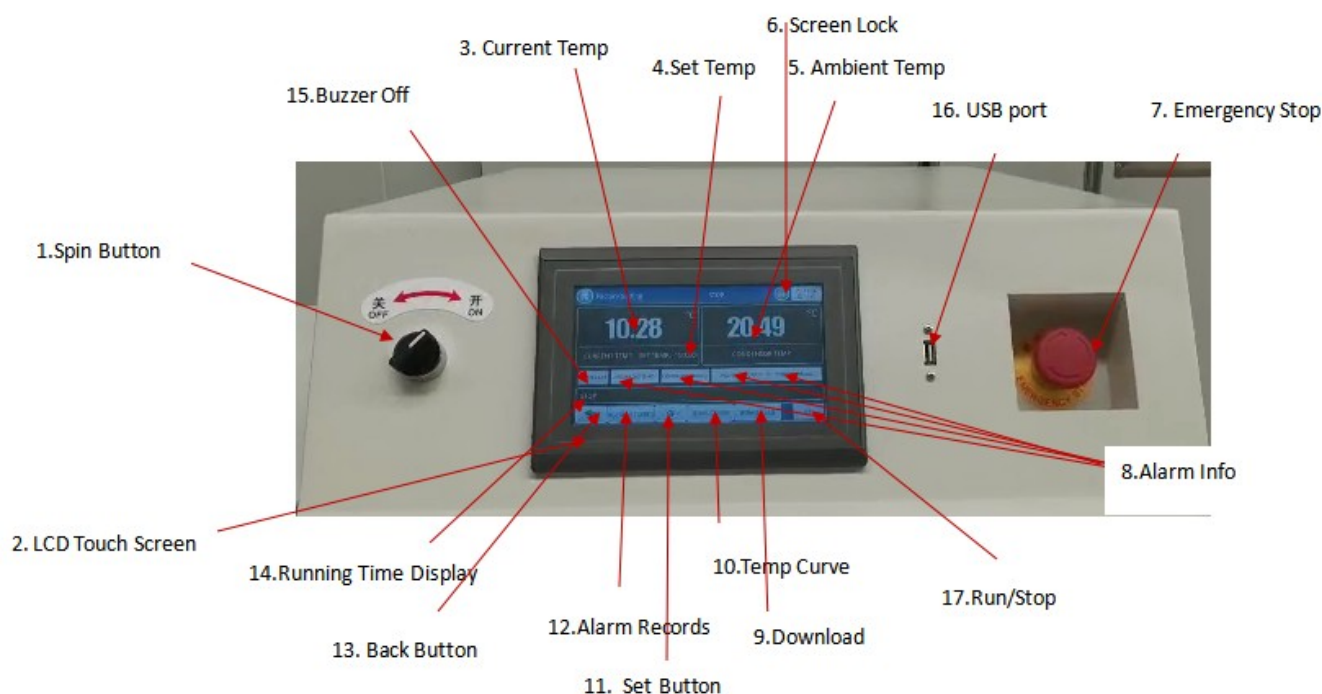 6. Screen Lock
3. Current Temp
4.Set Temp
5. Ambient Temp
15.Buzzer Off
16. USB port
7. Emergency Stop
1.Spin Button
关
OFF
开
ON
10.28
℃
20.49
℃
STOP
8.Alarm Info
2. LCD Touch Screen
14.Running Time Display
10.Temp Curve
17.Run/Stop
12.Alarm Records
9.Download
13. Back Button
11. Set Button